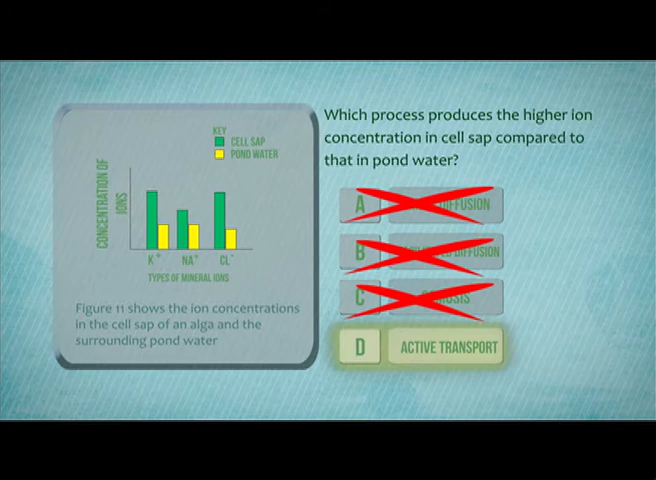 KEY
CELL SAP
POND WATER
CONCENTRATION OF
IONS
K+
NA+
CL-
TYPES OF MINERAL IONS
Figure 11 shows the ion concentrations
in the cell sap of an alga and the
surrounding pond water
Which process produces the higher ion
concentration in cell sap compared to
that in pond water?
A
DIFFUSION
B
DIFFUSION
C
D ACTIVE TRANSPORT